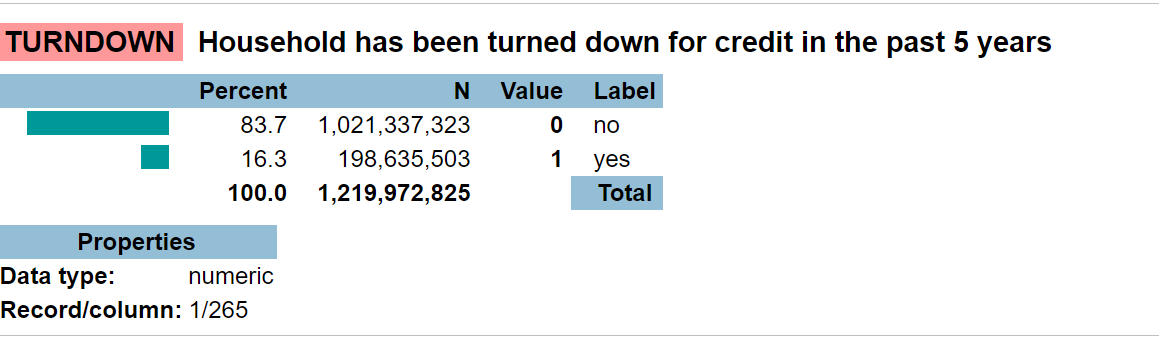 TURNDOWN Household has been turned down for credit in the past 5 years
Percent N Value Label
83.7 1,021,337,323 0 no
16.3 198,635,503 1 yes
100.0 1,219,972,825 Total
Properties
Data type: numeric
Record/column: 1/265